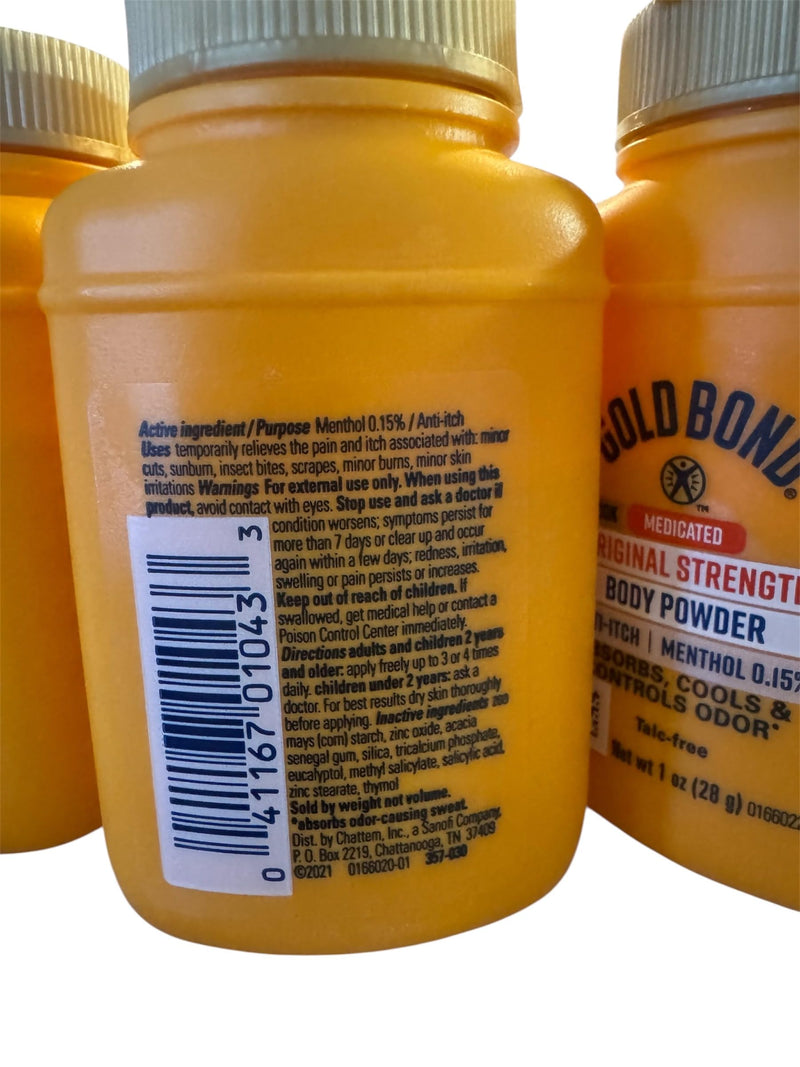 Active ingredient / Purpose Menthol 0.15% / Anti-itch
Uses temporarily relieves the pain and itch associated with: minor
cuts, sunburn, insect bites, scrapes, minor burns, minor skin
irritations Warnings For external use only. When using this
product, avoid contact with eyes. Stop use and ask a doctor if
condition worsens; symptoms persist for
more than 7 days or clear up and occur
again within a few days; redness, irritation,
swelling or pain persists or increases.
Keep out of reach of children. If
swallowed, get medical help or contact a
Poison Control Center immediately.
Directions adults and children 2 years
and older: apply freely up to 3 or 4 times
daily. children under 2 years: ask a
doctor. For best results dry skin thoroughly
before applying. Inactive ingredients zea
mays (corn) starch, zinc oxide, acacia
senegal gum, silica, tricalcium phosphate,
eucalyptol, methyl salicylate, salicylic acid,
zinc stearate, thymol
Sold by weight not volume.
*absorbs odor-causing sweat.
Dist. by Chattem, Inc., a Sanofi Company,
P. O. Box 2219, Chattanooga, TN 37409
©2021 0166020-01 357-030
0 41167 01043 3
GOLD BOND®
TM
MEDICATED
ORIGINAL STRENGTH
BODY POWDER
ANTI-ITCH | MENTHOL 0.15%
ABSORBS, COOLS &
CONTROLS ODOR*
Talc-free
Net wt 1 oz (28 g) 016602